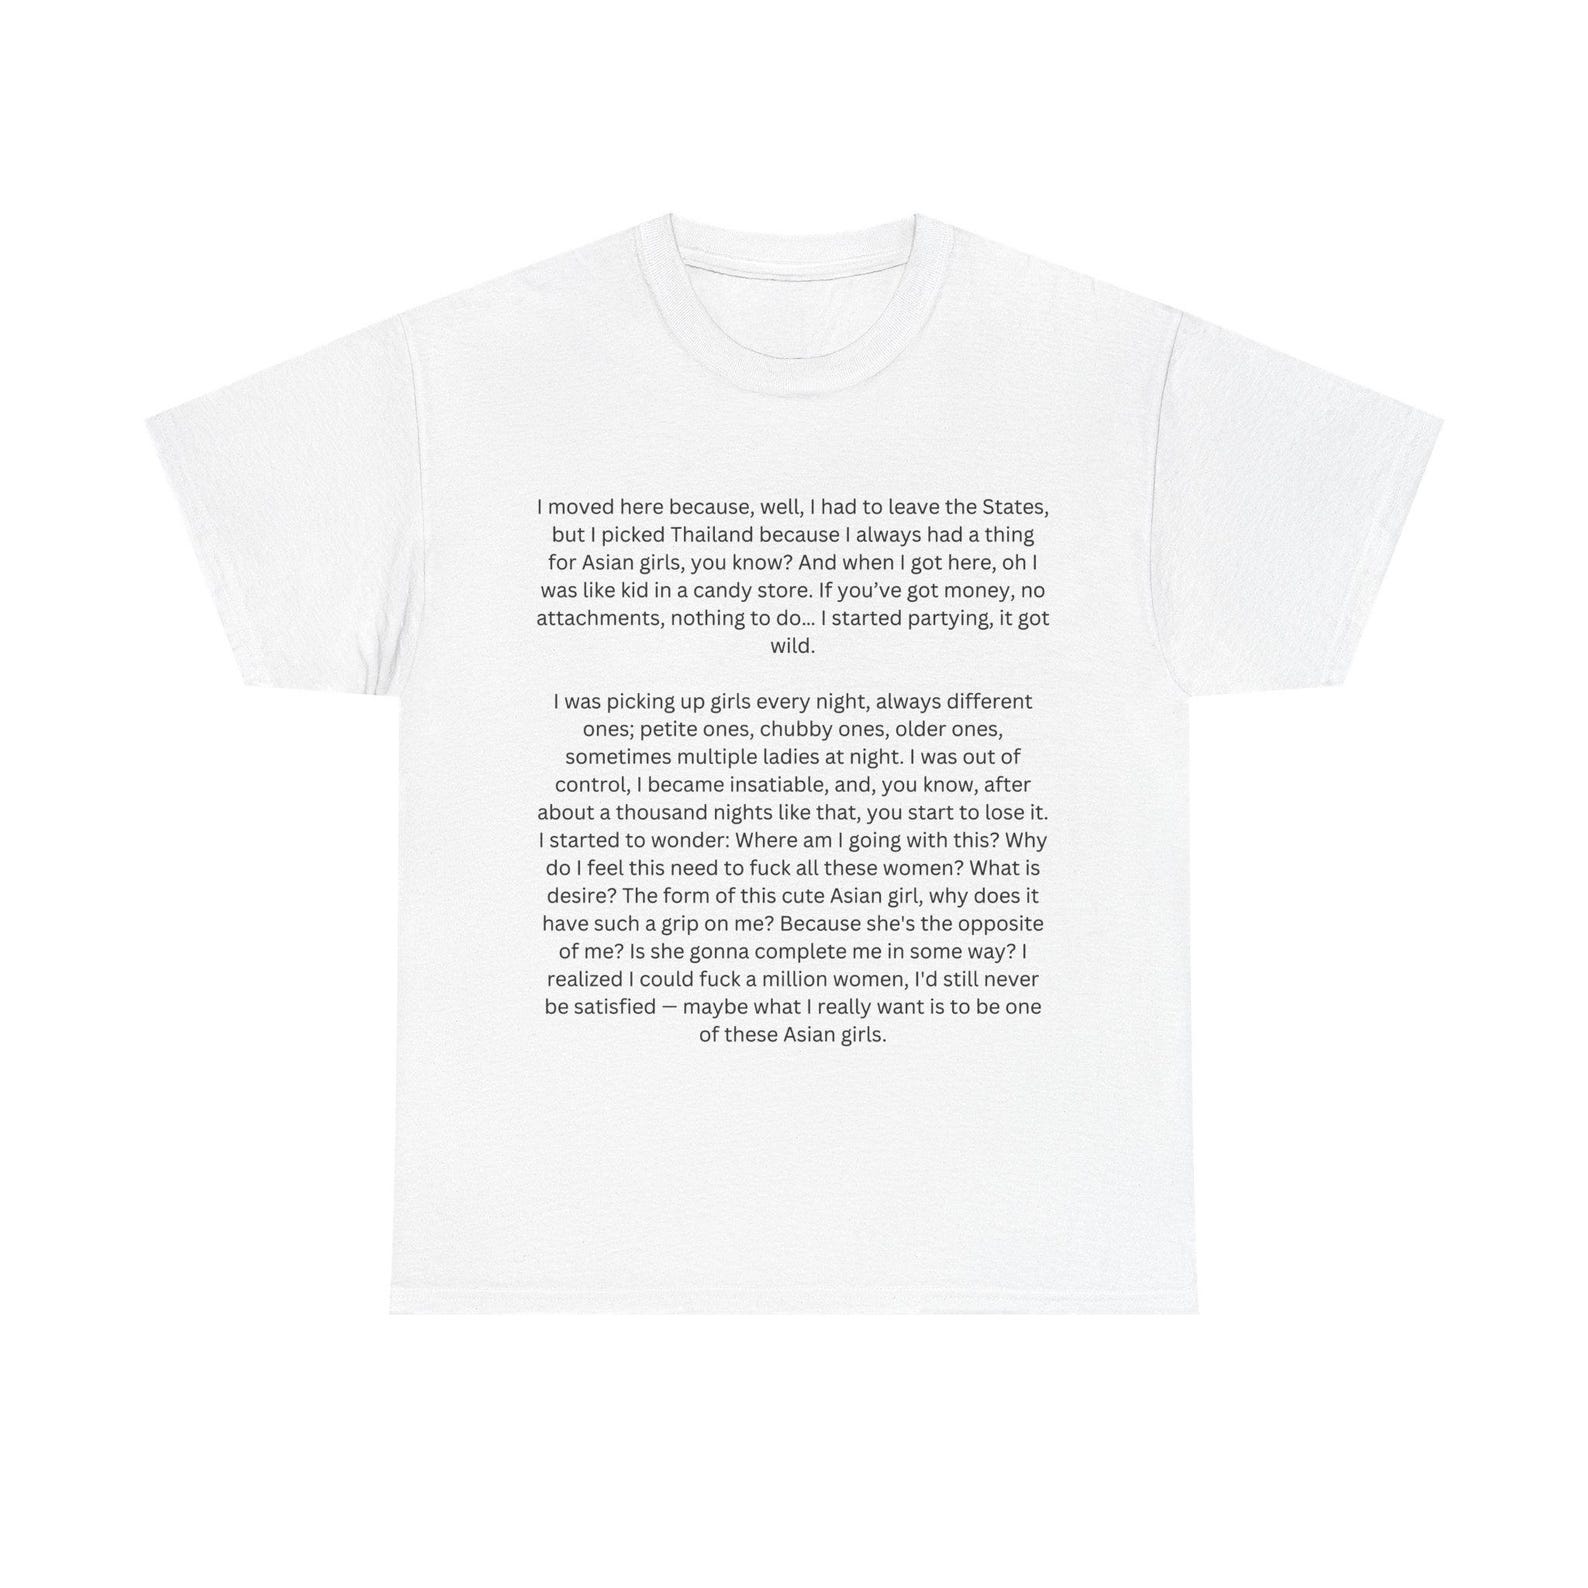 I moved here because, well, I had to leave the States,
but I picked Thailand because I always had a thing
for Asian girls, you know? And when I got here, oh I
was like kid in a candy store. If you’ve got money, no
attachments, nothing to do... I started partying, it got
wild.
I was picking up girls every night, always different
ones; petite ones, chubby ones, older ones,
sometimes multiple ladies at night. I was out of
control, I became insatiable, and, you know, after
about a thousand nights like that, you start to lose it.
I started to wonder: Where am I going with this? Why
do I feel this need to fuck all these women? What is
desire? The form of this cute Asian girl, why does it
have such a grip on me? Because she's the opposite
of me? Is she gonna complete me in some way? I
realized I could fuck a million women, I'd still never
be satisfied — maybe what I really want is to be one
of these Asian girls.